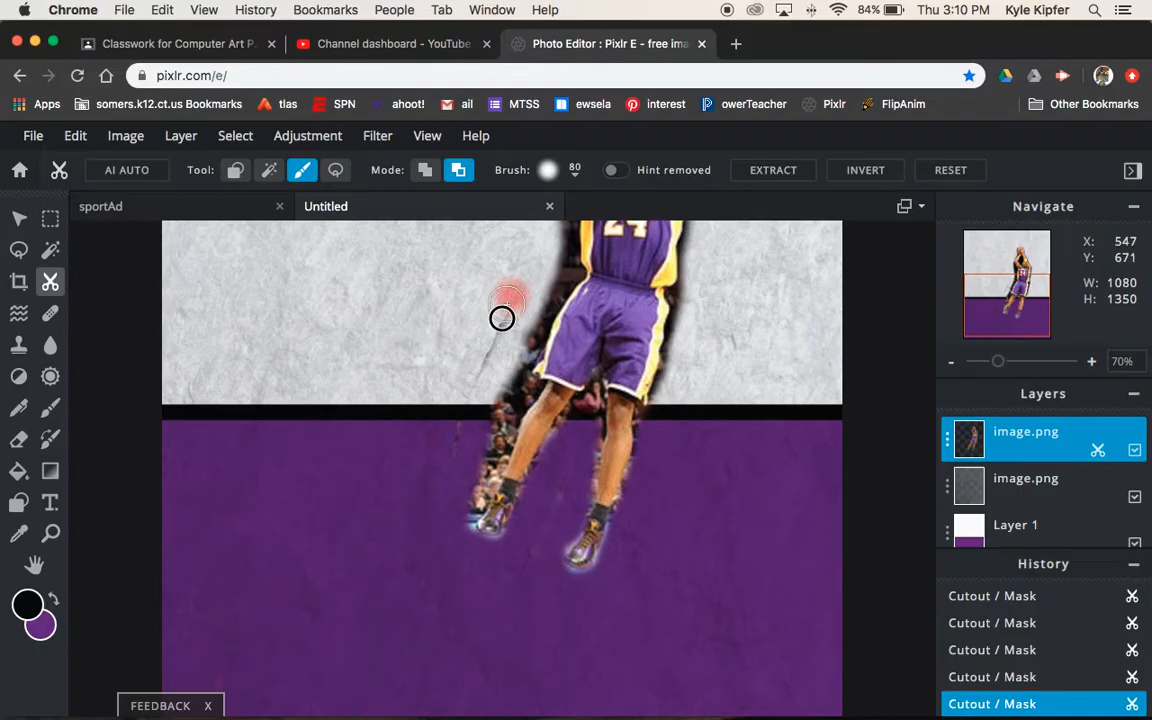 Chrome File Edit View History Bookmarks People Tab Window Help 84% Thu 3:10 PM Kyle Kipfer
Classwork for Computer Art P. Channel dashboard - YouTube Photo Editor : Pixlr E - free ima
pixlr.com/e/
Apps somers.k12.ct.us Bookmarks tlas SPN ahoot! ail MTSS ewsela interest owerTeacher Pixlr FlipAnim Other Bookmarks
File Edit Image Layer Select Adjustment Filter View Help
AI AUTO Tool: Mode: Brush: 80 Hint removed EXTRACT INVERT RESET
sportAd Untitled Navigate
X: 547
Y: 671
W: 1080
H: 1350
24
- + 70%
Layers
image.png
image.png
Layer 1
History
Cutout / Mask
Cutout / Mask
Cutout / Mask
Cutout / Mask
Cutout / Mask
FEEDBACK X